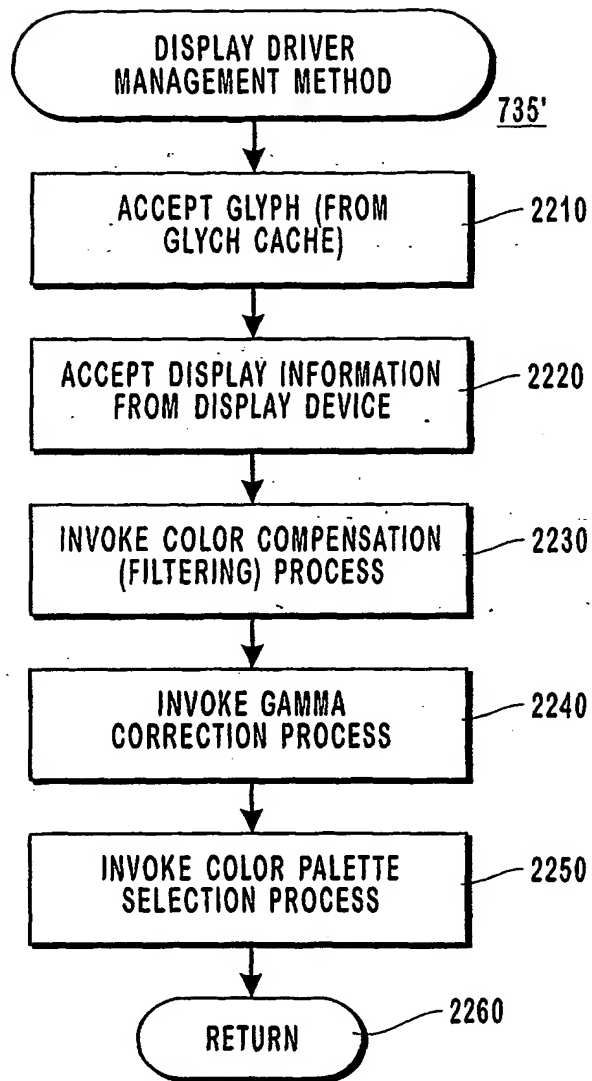 DISPLAY DRIVER
MANAGEMENT METHOD
735'
ACCEPT GLYPH (FROM
GLYCH CACHE)
2210
ACCEPT DISPLAY INFORMATION
FROM DISPLAY DEVICE
2220
INVOKE COLOR COMPENSATION
(FILTERING) PROCESS
2230
INVOKE GAMMA
CORRECTION PROCESS
2240
INVOKE COLOR PALETTE
SELECTION PROCESS
2250
RETURN
2260